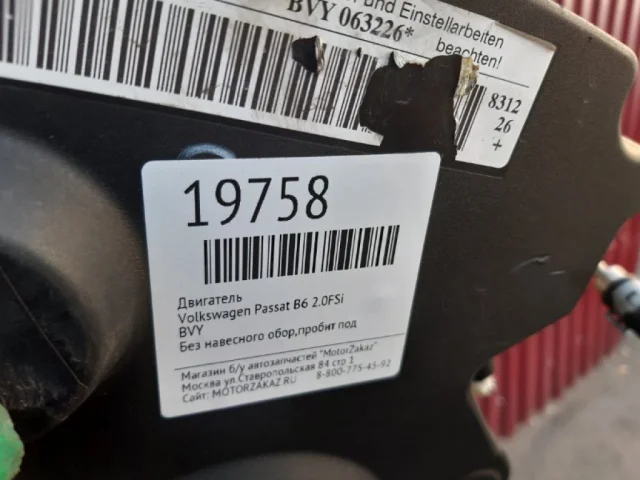 und Einstellarbeiten
BVY 063226*
beachten!
8312
26
+
19758
Двигатель
Volkswagen Passat B6 2.0FSi
BVY
Без навесного обор,пробит под
Магазин б/у автозапчастей "MotorZakaz"
Москва ул.Ставропольская 84 стр 1
Сайт: MOTORZAKAZ.RU 8-800-775-45-92